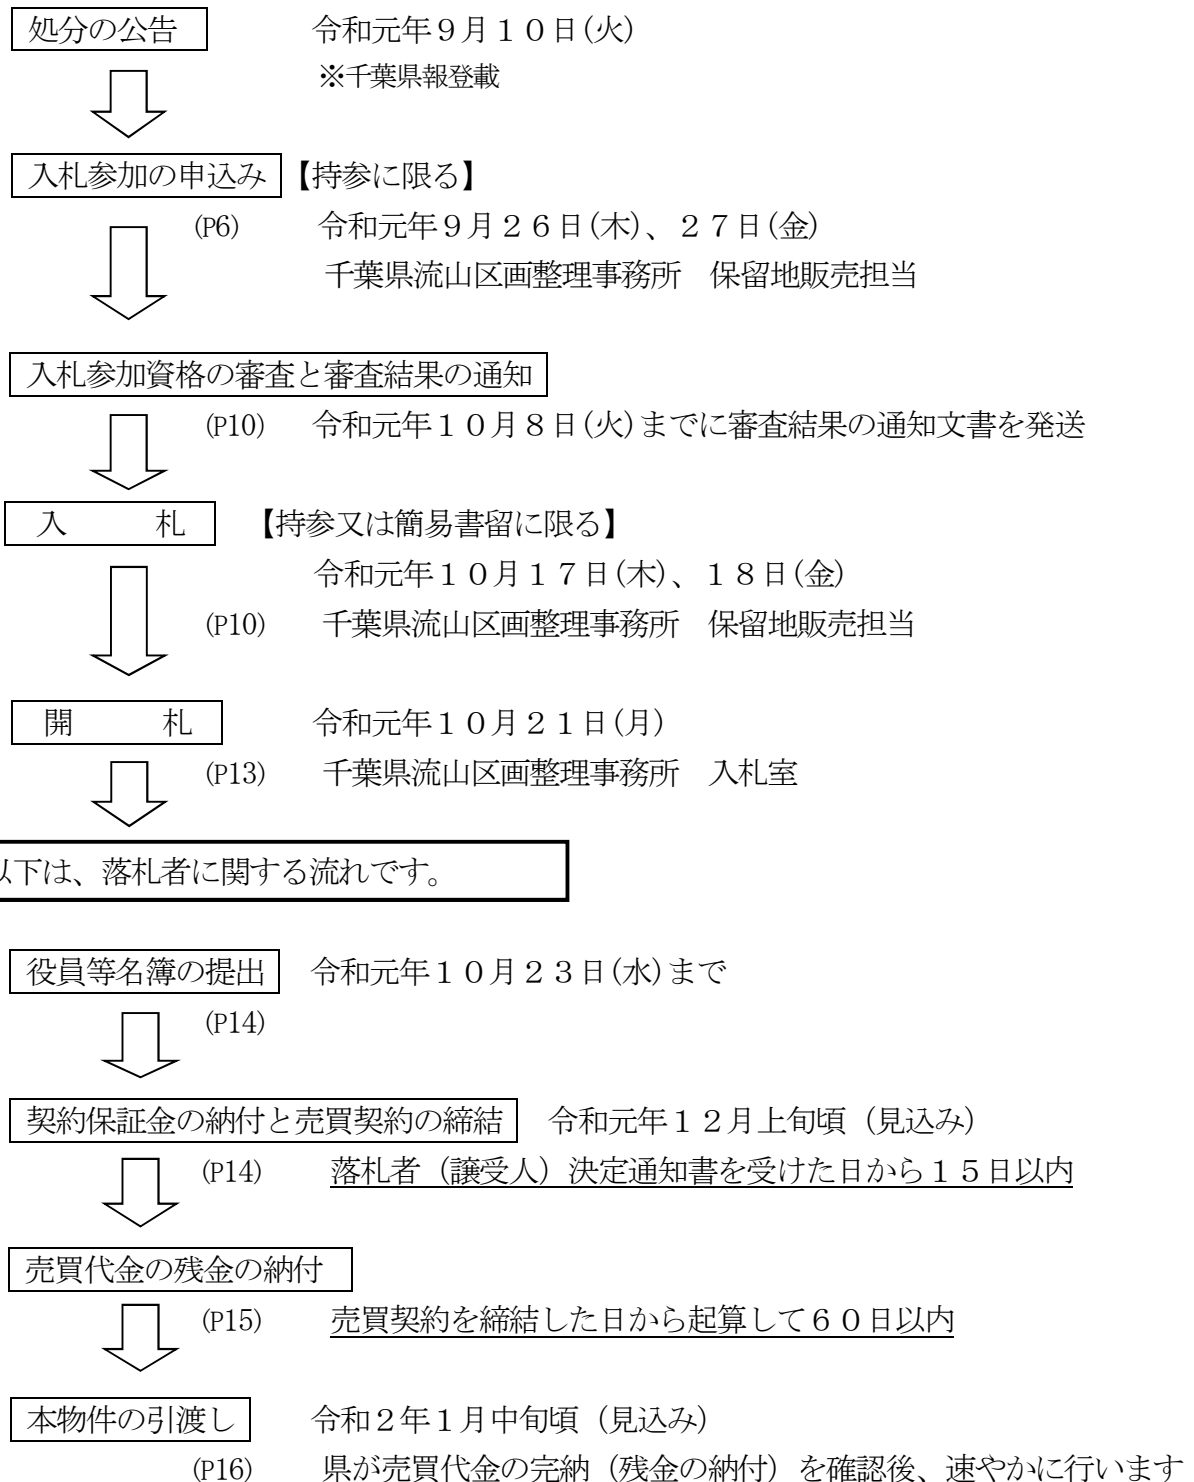 処分の公告　令和元年９月１０日(火)
※千葉県報登載
入札参加の申込み【持参に限る】
(P6)　令和元年９月２６日(木)、２７日(金)
千葉県流山区画整理事務所　保留地販売担当
入札参加資格の審査と審査結果の通知
(P10)　令和元年１０月８日(火)までに審査結果の通知文書を発送
入　　札　【持参又は簡易書留に限る】
令和元年１０月１７日(木)、１８日(金)
(P10)　千葉県流山区画整理事務所　保留地販売担当
開　　札　令和元年１０月２１日(月)
(P13)　千葉県流山区画整理事務所　入札室
以下は、落札者に関する流れです。
役員等名簿の提出　令和元年１０月２３日(水)まで
(P14)
契約保証金の納付と売買契約の締結　令和元年１２月上旬頃（見込み）
(P14)　落札者（譲受人）決定通知書を受けた日から１５日以内
売買代金の残金の納付
(P15)　売買契約を締結した日から起算して６０日以内
本物件の引渡し　令和２年１月中旬頃（見込み）
(P16)　県が売買代金の完納（残金の納付）を確認後、速やかに行います